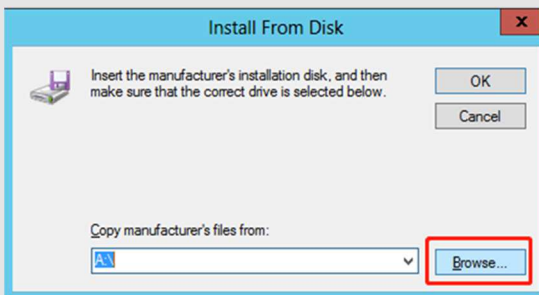 Install From Disk
x
Insert the manufacturer's installation disk, and then
make sure that the correct drive is selected below.
OK
Cancel
Copy manufacturer's files from:
A:\
Browse...